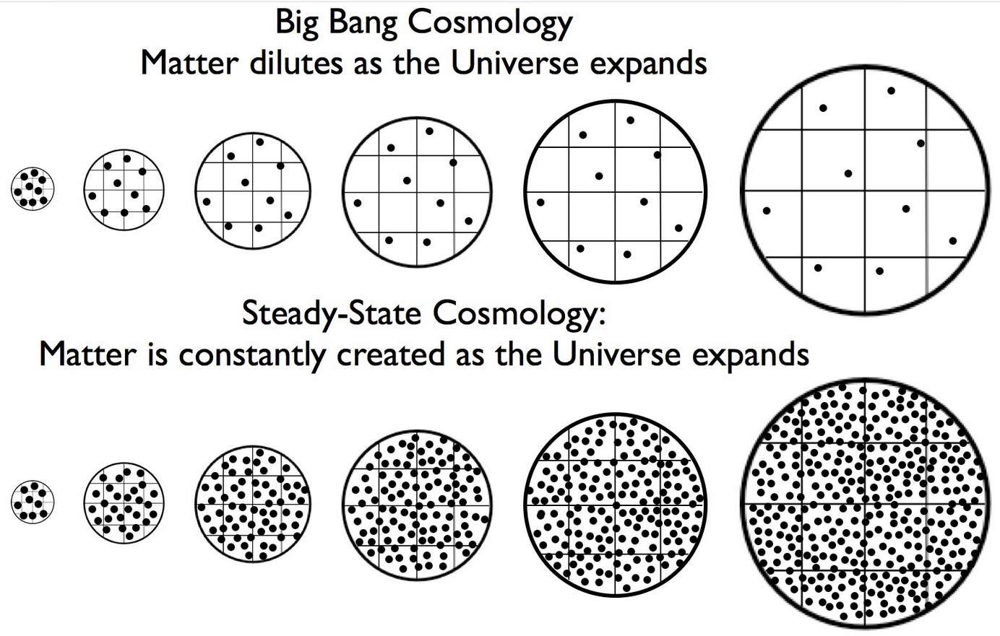 Big Bang Cosmology
Matter dilutes as the Universe expands
Steady-State Cosmology:
Matter is constantly created as the Universe expands